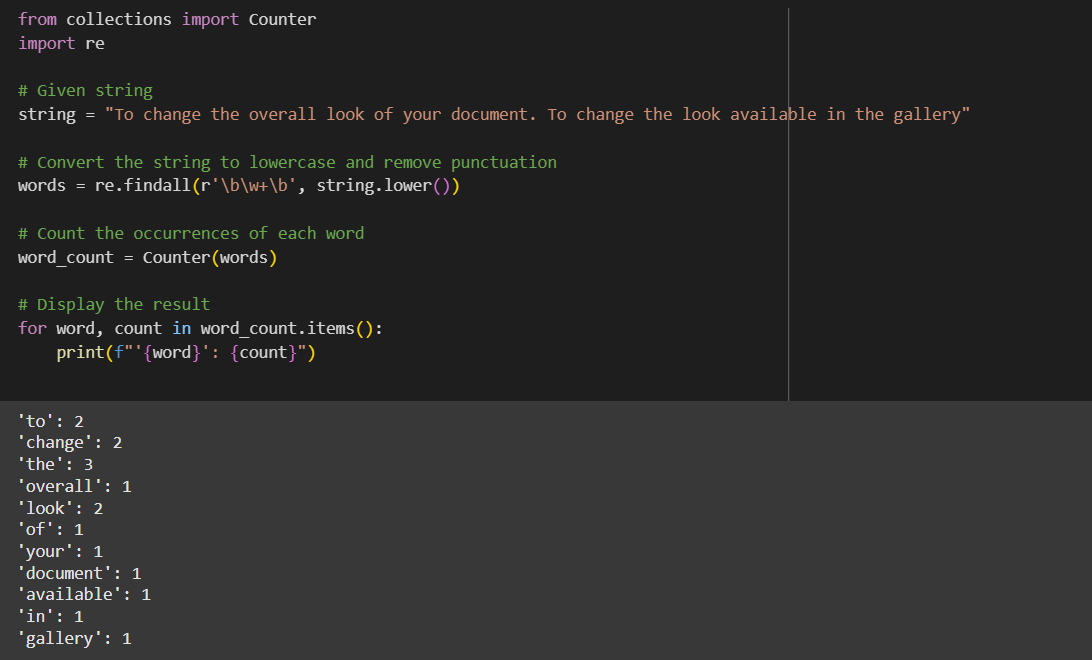 from collections import Counter
import re
# Given string
string = "To change the overall look of your document. To change the look available in the gallery"
# Convert the string to lowercase and remove punctuation
words = re.findall(r'\b\w+\b', string.lower())
# Count the occurrences of each word
word_count = Counter(words)
# Display the result
for word, count in word_count.items():
    print(f"'{word}': {count}")
'to': 2
'change': 2
'the': 3
'overall': 1
'look': 2
'of': 1
'your': 1
'document': 1
'available': 1
'in': 1
'gallery': 1